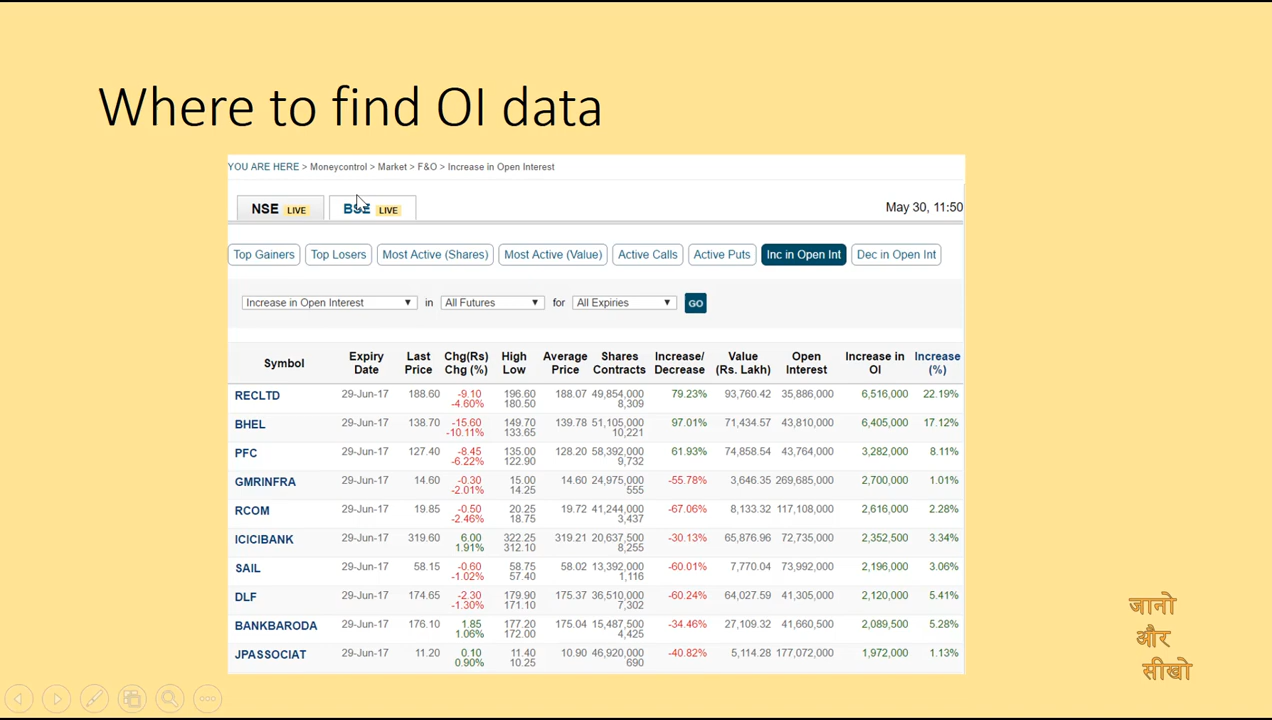 Where to find OI data
YOU ARE HERE > Moneycontrol > Market > F&O > Increase in Open Interest
NSE LIVE BSE LIVE May 30, 11:50
Top Gainers Top Losers Most Active (Shares) Most Active (Value) Active Calls Active Puts Inc in Open Int Dec in Open Int
Increase in Open Interest in All Futures for All Expiries GO
Symbol Expiry Date Last Price Chg(Rs) Chg (%) High Low Average Price Shares Contracts Increase/ Decrease Value (Rs. Lakh) Open Interest Increase in OI Increase (%)
RECLTD 29-Jun-17 188.60 -9.10 196.60 188.07 49,854,000 79.23% 93,760.42 35,886,000 6,516,000 22.19%
-4.60% 180.50 8,309
BHEL 29-Jun-17 138.70 -15.60 149.70 139.78 51,105,000 97.01% 71,434.57 43,810,000 6,405,000 17.12%
-10.11% 133.65 10,221
PFC 29-Jun-17 127.40 -8.45 135.00 128.20 58,392,000 61.93% 74,858.54 43,764,000 3,282,000 8.11%
-6.22% 122.90 9,732
GMRINFRA 29-Jun-17 14.60 -0.30 15.00 14.60 24,975,000 -55.78% 3,646.35 269,685,000 2,700,000 1.01%
-2.01% 14.25 555
RCOM 29-Jun-17 19.85 -0.50 20.25 19.72 41,244,000 -67.06% 8,133.32 117,108,000 2,616,000 2.28%
-2.46% 18.75 3,437
ICICIBANK 29-Jun-17 319.60 6.00 322.25 319.21 20,637,500 -30.13% 65,876.96 72,735,000 2,352,500 3.34%
1.91% 312.10 8,255
SAIL 29-Jun-17 58.15 -0.60 58.75 58.02 13,392,000 -60.01% 7,770.04 73,992,000 2,196,000 3.06%
-1.02% 57.40 1,116
DLF 29-Jun-17 174.65 -2.30 179.90 175.37 36,510,000 -60.24% 64,027.59 41,305,000 2,120,000 5.41%
-1.30% 171.10 7,302
BANKBARODA 29-Jun-17 176.10 1.85 177.20 175.04 15,487,500 -34.46% 27,109.32 41,660,500 2,089,500 5.28%
1.06% 172.00 4,425
JPASSOCIAT 29-Jun-17 11.20 0.10 11.40 10.90 46,920,000 -40.82% 5,114.28 177,072,000 1,972,000 1.13%
0.90% 10.25 690
जानो
और
सीखो